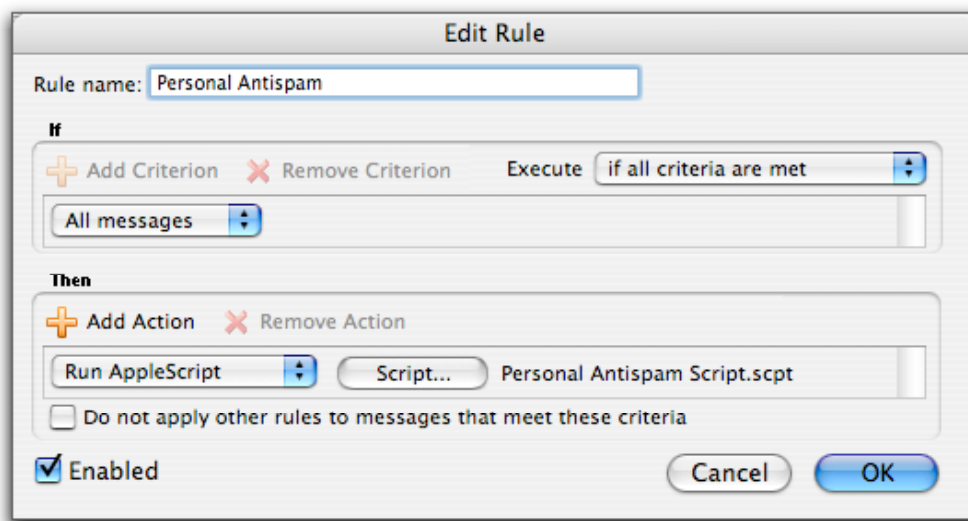 Edit Rule
Rule name: Personal Antispam
If
Add Criterion Remove Criterion Execute if all criteria are met
All messages
Then
Add Action Remove Action
Run AppleScript Script... Personal Antispam Script.scpt
Do not apply other rules to messages that meet these criteria
Enabled Cancel OK